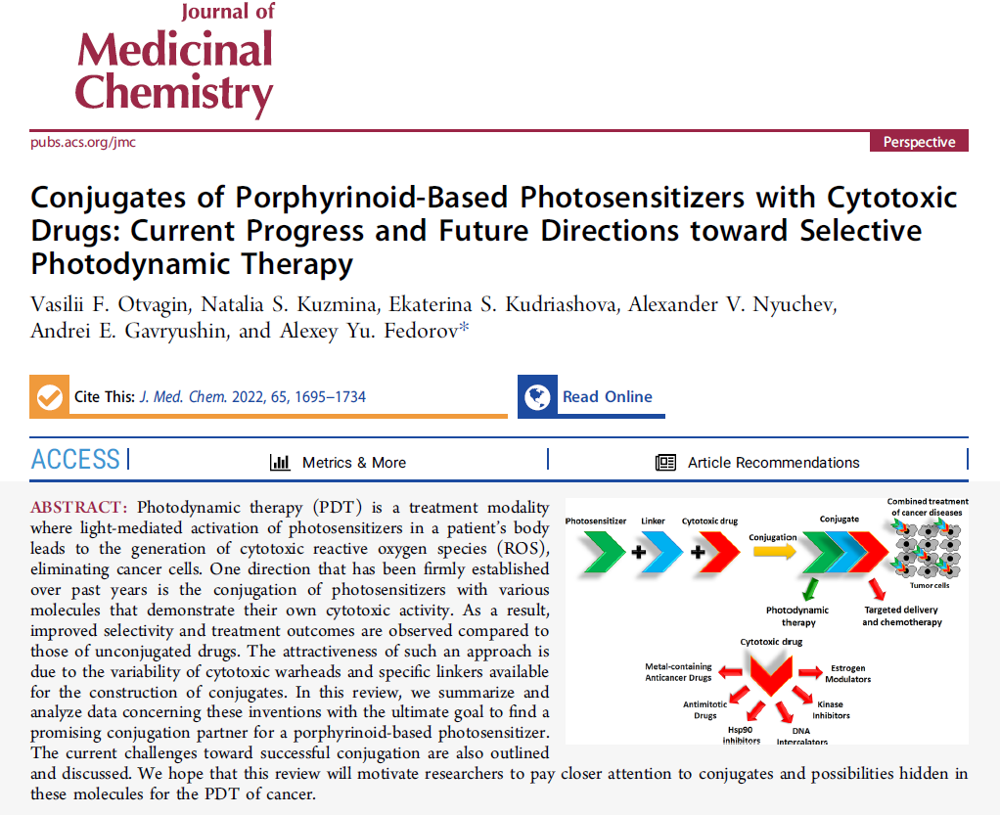 Journal of
Medicinal
Chemistry
pubs.acs.org/jmc
Perspective
Conjugates of Porphyrinoid-Based Photosensitizers with Cytotoxic
Drugs: Current Progress and Future Directions toward Selective
Photodynamic Therapy
Vasilii F. Otvagin, Natalia S. Kuzmina, Ekaterina S. Kudriashova, Alexander V. Nyuchev,
Andrei E. Gavryushin, and Alexey Yu. Fedorov*
Cite This: J. Med. Chem. 2022, 65, 1695–1734
Read Online
ACCESS
Metrics & More
Article Recommendations
ABSTRACT: Photodynamic therapy (PDT) is a treatment modality
where light-mediated activation of photosensitizers in a patient's body
leads to the generation of cytotoxic reactive oxygen species (ROS),
eliminating cancer cells. One direction that has been firmly established
over past years is the conjugation of photosensitizers with various
molecules that demonstrate their own cytotoxic activity. As a result,
improved selectivity and treatment outcomes are observed compared to
those of unconjugated drugs. The attractiveness of such an approach is
due to the variability of cytotoxic warheads and specific linkers available
for the construction of conjugates. In this review, we summarize and
analyze data concerning these inventions with the ultimate goal to find a
promising conjugation partner for a porphyrinoid-based photosensitizer.
The current challenges toward successful conjugation are also outlined
and discussed. We hope that this review will motivate researchers to pay closer attention to conjugates and possibilities hidden in
these molecules for the PDT of cancer.
Photosensitizer
Linker
Cytotoxic drug
Conjugation
Conjugate
Combined treatment
of cancer diseases
Tumor cells
Photodynamic
therapy
Targeted delivery
and chemotherapy
Cytotoxic drug
Metal-containing
Anticancer Drugs
Estrogen
Modulators
Antimitotic
Drugs
Kinase
Inhibitors
Hsp90
inhibitors
DNA
Intercalators